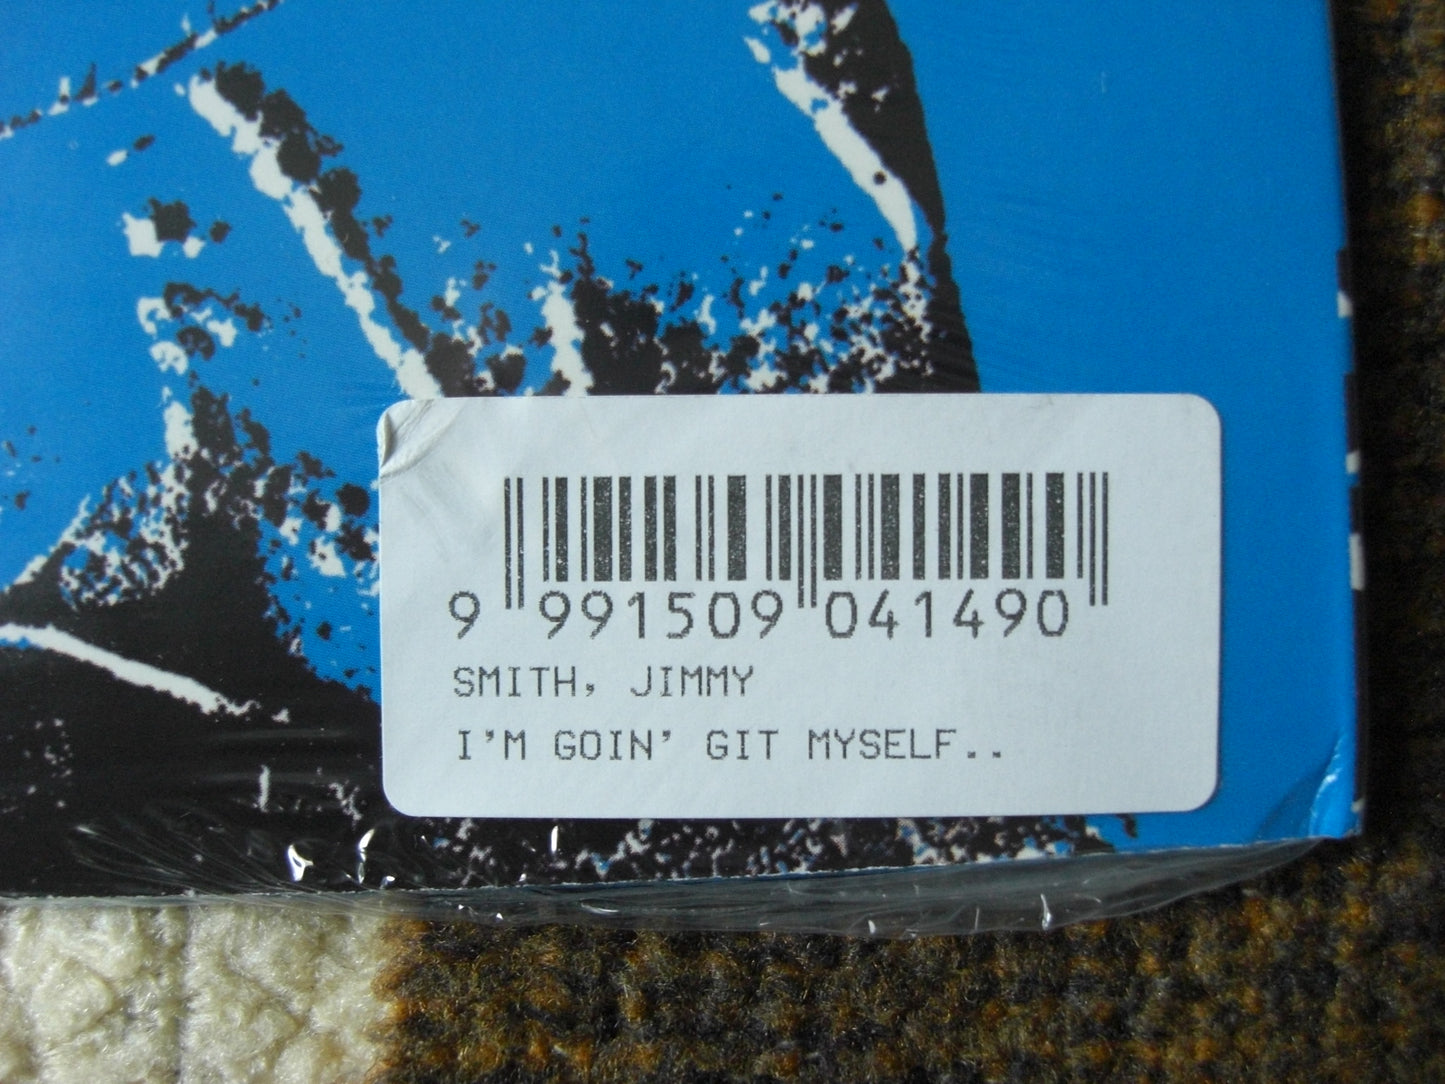 9 991509 041490
SMITH, JIMMY
I'M GOIN' GIT MYSELF..